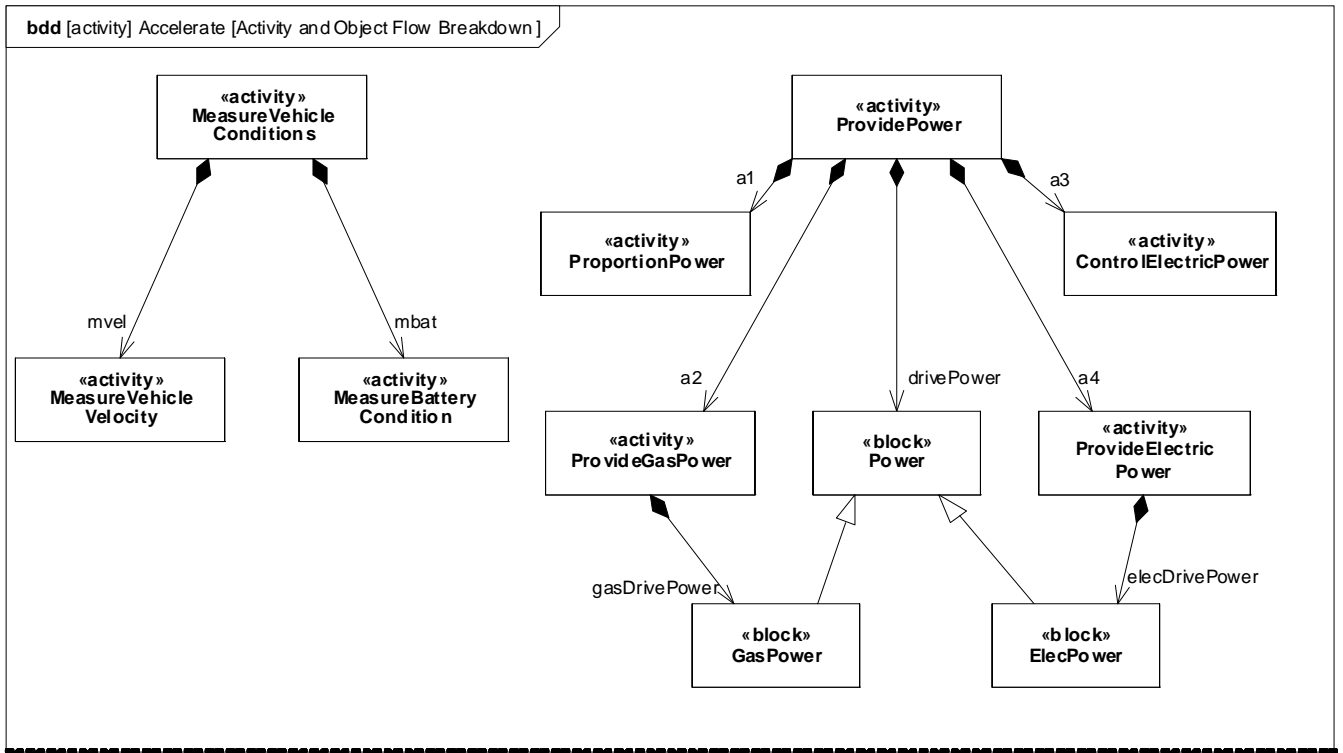 bdd [activity] Accelerate [Activity and Object Flow Breakdown ]
«activity»
MeasureVehicle
Conditions
«activity»
ProvidePower
a1
a3
«activity»
ProportionPower
«activity»
ControlElectricPower
mvel
mbat
«activity»
MeasureVehicle
Velocity
«activity»
MeasureBattery
Condition
a2
drivePower
a4
«activity»
ProvideGasPower
«block»
Power
«activity»
ProvideElectric
Power
gasDrivePower
elecDrivePower
«block»
GasPower
«block»
ElecPower